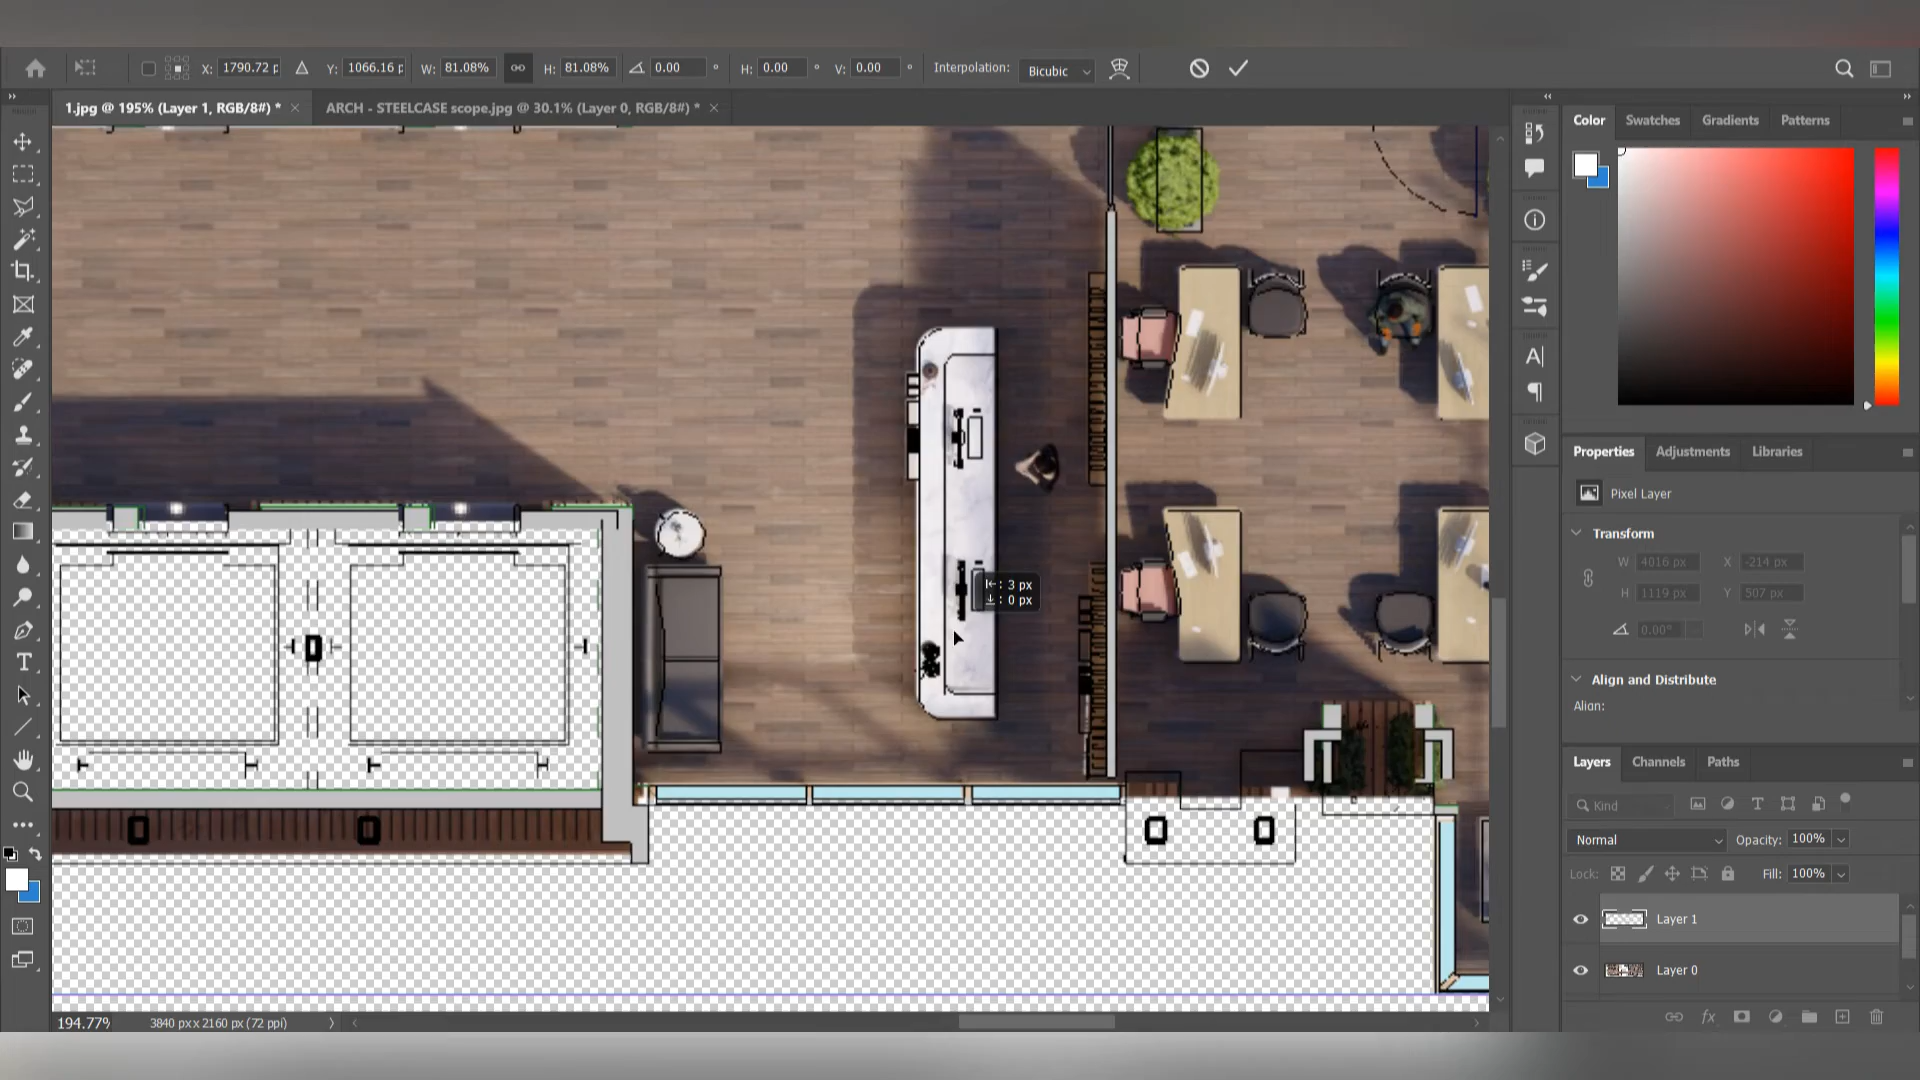 X: 1790.72 p
Y: 1066.16 p
W: 81.08%
H: 81.08%
0.00 °
H: 0.00 °
V: 0.00 °
Interpolation: Bicubic
1.jpg @ 195% (Layer 1, RGB/8#) *
ARCH - STEELCASE scope.jpg @ 30.1% (Layer 0, RGB/8#) *
Color
Swatches
Gradients
Patterns
Properties
Adjustments
Libraries
Pixel Layer
Transform
W 4016 px
X -214 px
H 1119 px
Y 507 px
0.00°
Align and Distribute
Align:
Layers
Channels
Paths
Kind
Normal
Opacity: 100%
Lock:
Fill: 100%
Layer 1
Layer 0
: 3 px
: 0 px
194.77%
3840 px x 2160 px (72 ppi)